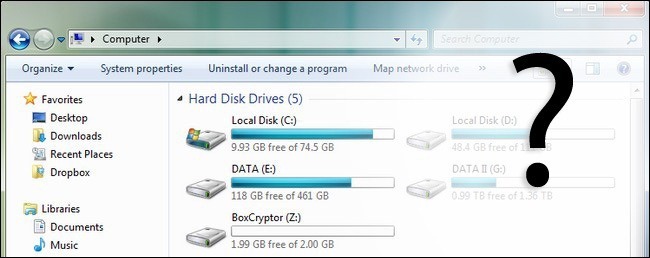 Computer
Search Computer
Organize
System properties
Uninstall or change a program
Map network drive
»
Favorites
Desktop
Downloads
Recent Places
Dropbox
Libraries
Documents
Music
Hard Disk Drives (5)
Local Disk (C:)
9.93 GB free of 74.5 GB
Local Disk (D:)
48.4 GB free of
DATA (E:)
118 GB free of 461 GB
DATA II (G:)
0.99 TB free of 1.36 TB
BoxCryptor (Z:)
1.99 GB free of 2.00 GB
?